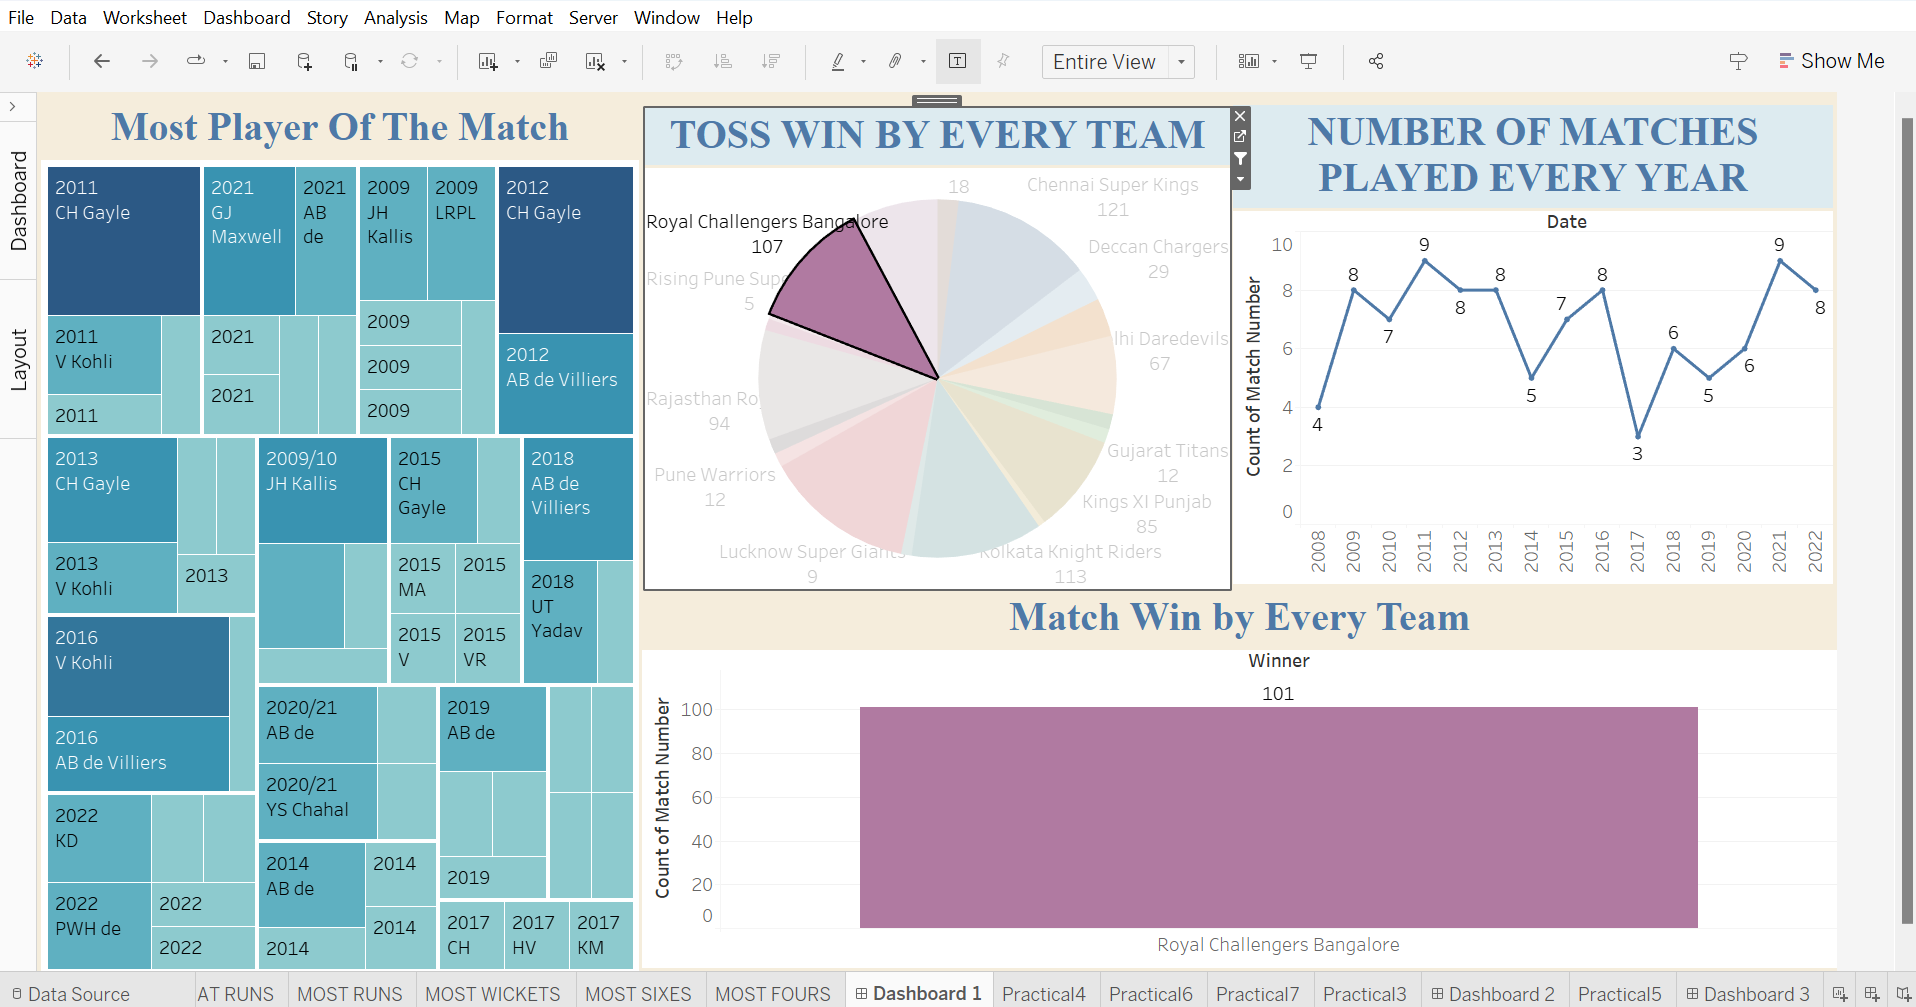 File Data Worksheet Dashboard Story Analysis Map Format Server Window Help
Entire View
Show Me
Dashboard
Layout
Most Player Of The Match
2011
CH Gayle
2021
GJ
Maxwell
2021
AB
de
2009
JH
Kallis
2009
LRPL
2012
CH Gayle
2011
V Kohli
2011
2021
2021
2009
2009
2009
2012
AB de Villiers
2013
CH Gayle
2013
V Kohli
2013
2009/10
JH Kallis
2015
CH
Gayle
2015
MA
2015
2015
V
2015
VR
2018
AB de
Villiers
2018
UT
Yadav
2016
V Kohli
2016
AB de Villiers
2020/21
AB de
2020/21
YS Chahal
2019
AB de
2019
2022
KD
2022
PWH de
2022
2022
2014
AB de
2014
2014
2014
2017
CH
2017
HV
2017
KM
TOSS WIN BY EVERY TEAM
18
Chennai Super Kings
121
Royal Challengers Bangalore
107
Deccan Chargers
29
Rising Pune Supe
5
lhi Daredevils
67
Rajasthan Ro
94
Gujarat Titans
12
Pune Warriors
12
Kings XI Punjab
85
Lucknow Super Giants
9
Kolkata Knight Riders
113
NUMBER OF MATCHES
PLAYED EVERY YEAR
Date
Count of Match Number
10
8
6
4
2
0
4
8
7
9
8
8
5
7
8
3
6
5
6
9
8
2008 2009 2010 2011 2012 2013 2014 2015 2016 2017 2018 2019 2020 2021 2022
Match Win by Every Team
Winner
101
Count of Match Number
100
80
60
40
20
0
Royal Challengers Bangalore
Data Source AT RUNS MOST RUNS MOST WICKETS MOST SIXES MOST FOURS Dashboard 1 Practical4 Practical6 Practical7 Practical3 Dashboard 2 Practical5 Dashboard 3